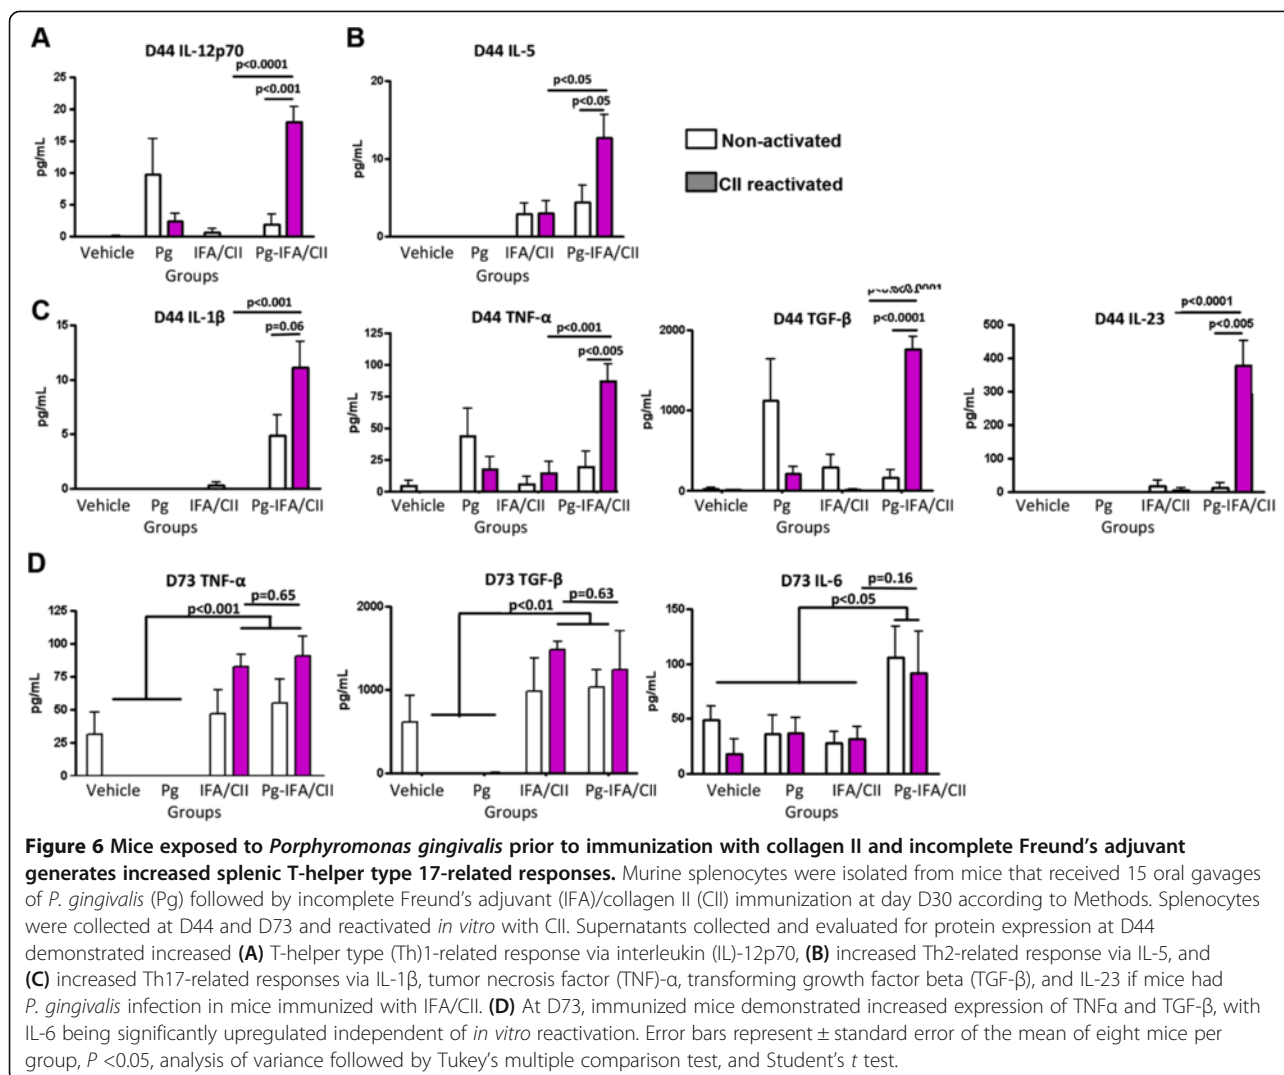 A
D44 IL-12p70
p<0.0001
p<0.001
25
20
15
10
5
0
pg/mL
Vehicle Pg IFA/CII Pg-IFA/CII
Groups
B
D44 IL-5
p<0.05
p<0.05
20
10
0
pg/mL
Vehicle Pg IFA/CII Pg-IFA/CII
Groups
Non-activated
CII reactivated
C
D44 IL-1β
p<0.001
p=0.06
15
10
5
0
pg/mL
Vehicle Pg IFA/CII Pg-IFA/CII
Groups
D44 TNF-α
p<0.001
p<0.005
125
100
75
50
25
0
pg/mL
Vehicle Pg IFA/CII Pg-IFA/CII
Groups
D44 TGF-β
p<0.0001
2000
1000
0
pg/mL
Vehicle Pg IFA/CII Pg-IFA/CII
Groups
D44 IL-23
p<0.0001
p<0.005
500
400
300
200
100
0
pg/mL
Vehicle Pg IFA/CII Pg-IFA/CII
Groups
D
D73 TNF-α
p=0.65
p<0.001
125
100
75
50
25
0
pg/mL
Vehicle Pg IFA/CII Pg-IFA/CII
Groups
D73 TGF-β
p=0.63
p<0.01
2000
1000
0
pg/mL
Vehicle Pg IFA/CII Pg-IFA/CII
Groups
D73 IL-6
p=0.16
p<0.05
150
100
50
0
pg/mL
Vehicle Pg IFA/CII Pg-IFA/CII
Groups
Figure 6 Mice exposed to Porphyromonas gingivalis prior to immunization with collagen II and incomplete Freund's adjuvant
generates increased splenic T-helper type 17-related responses. Murine splenocytes were isolated from mice that received 15 oral gavages
of P. gingivalis (Pg) followed by incomplete Freund's adjuvant (IFA)/collagen II (CII) immunization at day D30 according to Methods. Splenocytes
were collected at D44 and D73 and reactivated in vitro with CII. Supernatants collected and evaluated for protein expression at D44
demonstrated increased (A) T-helper type (Th)1-related response via interleukin (IL)-12p70, (B) increased Th2-related response via IL-5, and
(C) increased Th17-related responses via IL-1β, tumor necrosis factor (TNF)-α, transforming growth factor beta (TGF-β), and IL-23 if mice had
P. gingivalis infection in mice immunized with IFA/CII. (D) At D73, immunized mice demonstrated increased expression of TNFα and TGF-β, with
IL-6 being significantly upregulated independent of in vitro reactivation. Error bars represent ± standard error of the mean of eight mice per
group, P <0.05, analysis of variance followed by Tukey's multiple comparison test, and Student's t test.